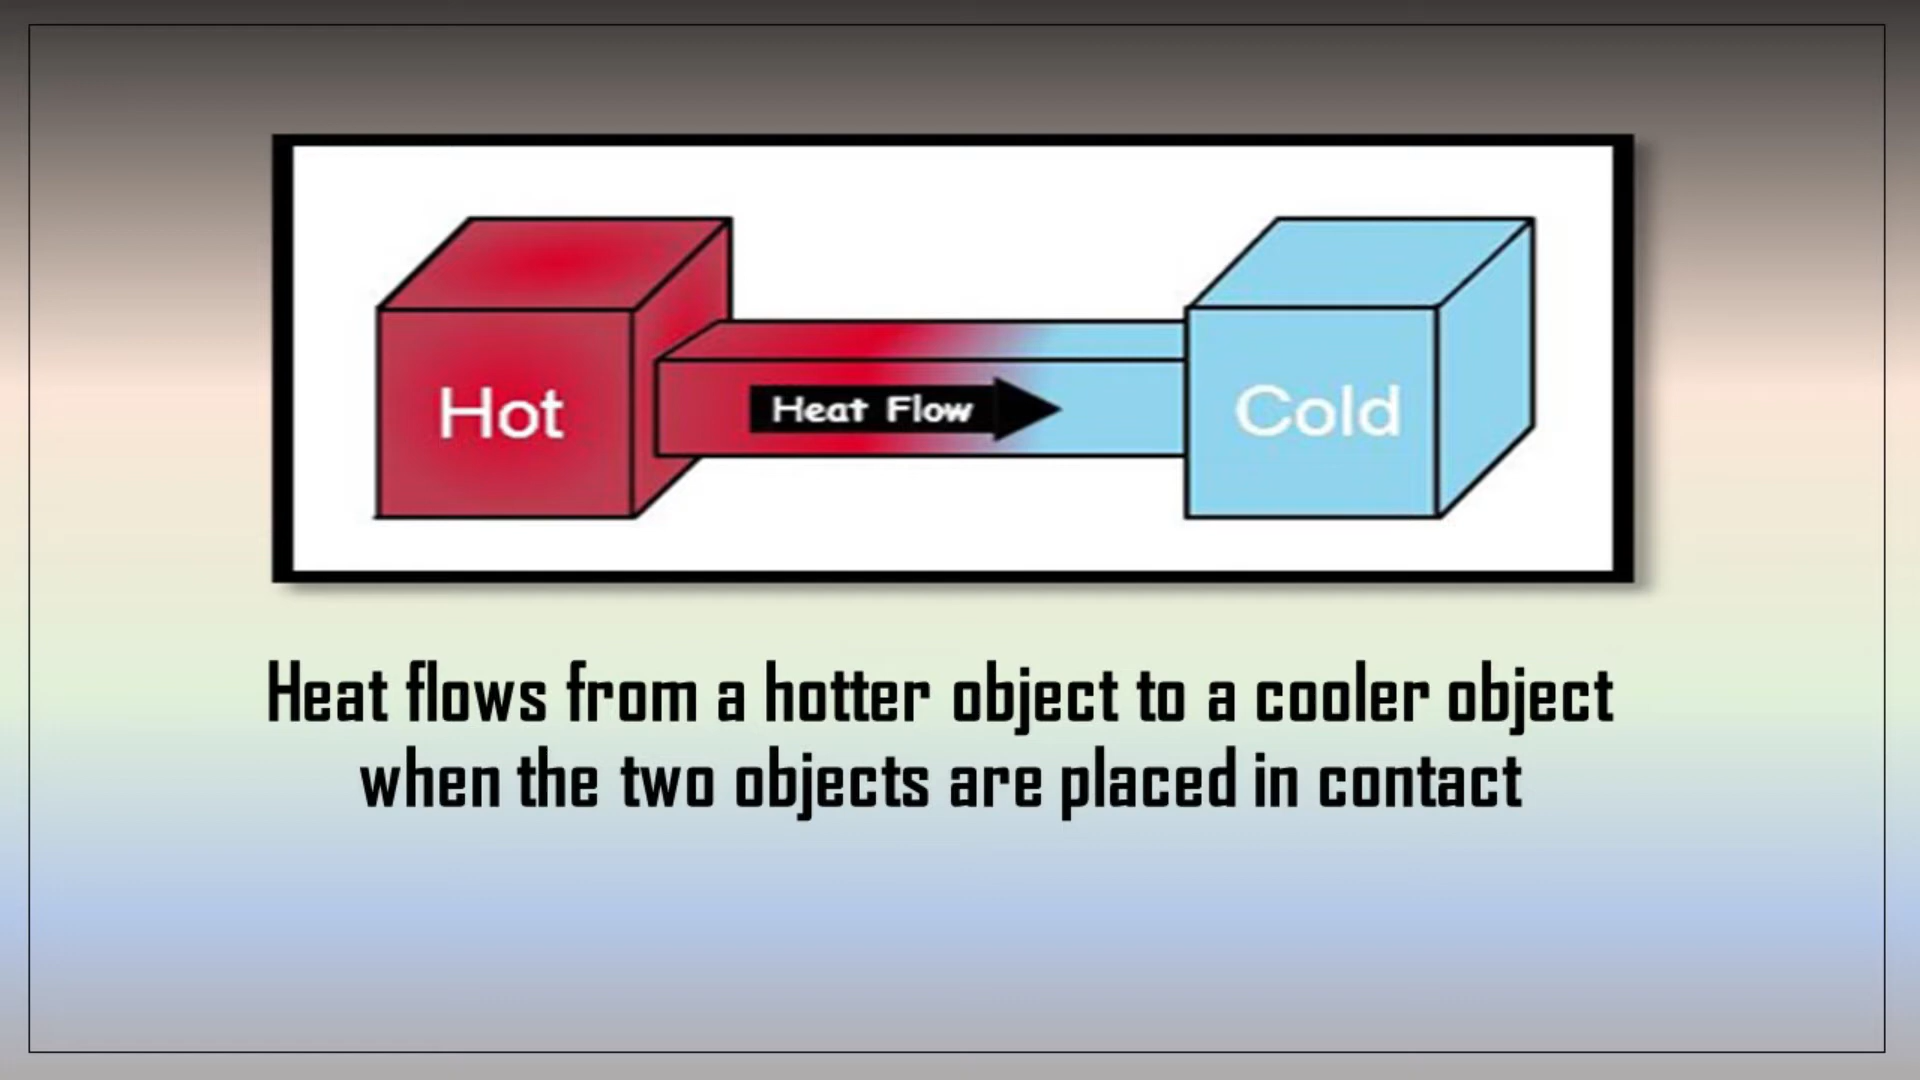 Hot
Heat Flow
Cold
Heat flows from a hotter object to a cooler object
when the two objects are placed in contact